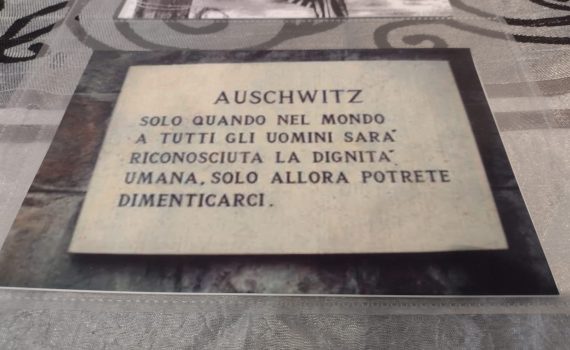 AUSCHWITZ
SOLO QUANDO NEL MONDO
A TUTTI GLI UOMINI SARA'
RICONOSCIUTA LA DIGNITA'
UMANA, SOLO ALLORA POTRETE
DIMENTICARCI.